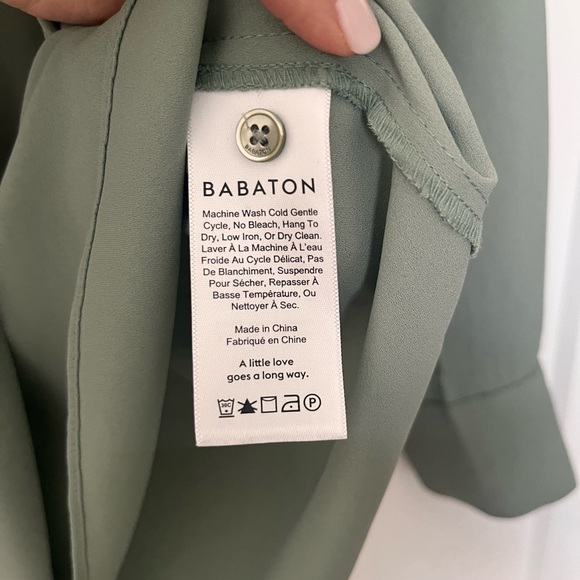 BABATON
BABATON
Machine Wash Cold Gentle
Cycle, No Bleach, Hang To
Dry, Low Iron, Or Dry Clean.
Laver À La Machine À L'eau
Froide Au Cycle Délicat, Pas
De Blanchiment, Suspendre
Pour Sécher, Repasser À
Basse Température, Ou
Nettoyer À Sec.
Made in China
Fabriqué en Chine
A little love
goes a long way.
30C P